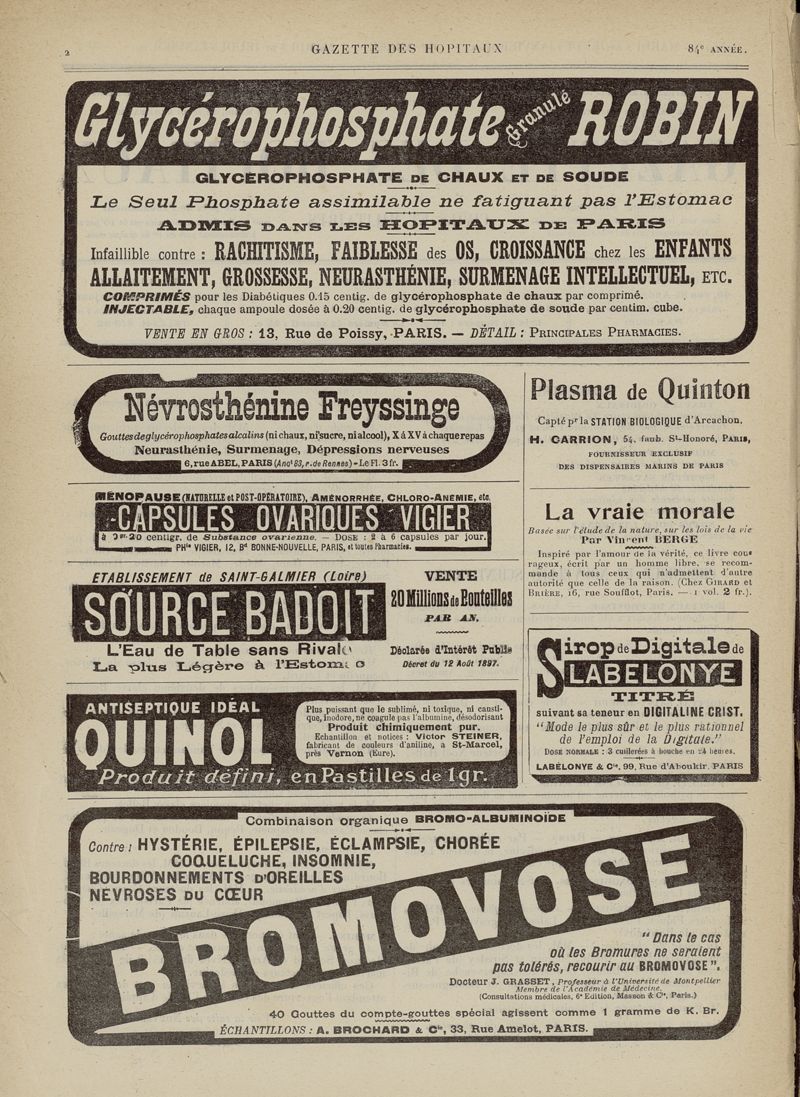 2
GAZETTE DES HOPITAUX
84e ANNÉE.
Glycérophosphate Granulé ROBIN
GLYCÉROPHOSPHATE DE CHAUX ET DE SOUDE
Le Seul Phosphate assimilable ne fatiguant pas l'Estomac
ADMIS DANS LES HOPITAUX DE PARIS
Infaillible contre : RACHITISME, FAIBLESSE des OS, CROISSANCE chez les ENFANTS
ALLAITEMENT, GROSSESSE, NEURASTHÉNIE, SURMENAGE INTELLECTUEL, ETC.
COMPRIMÉS pour les Diabétiques 0.15 centig. de glycérophosphate de chaux par comprimé.
INJECTABLE, chaque ampoule dosée à 0.20 centig. de glycérophosphate de soude par centim. cube.
VENTE EN GROS : 13, Rue de Poissy, PARIS. — DÉTAIL : PRINCIPALES PHARMACIES.
Névrosthénine Freyssinge
Gouttes de glycérophosphates alcalins (ni chaux, ni sucre, ni alcool), X à XV à chaque repas
Neurasthénie, Surmenage, Dépressions nerveuses
6, rue ABEL, PARIS (Anct 83, r. de Rennes) - Le Fl. 3 fr.
MÉNOPAUSE (NATURELLE et POST-OPÉRATOIRE), AMÉNORRHÉE, CHLORO-ANÉMIE, etc.
CAPSULES OVARIQUES VIGIER
à 0gr.20 centigr. de Substance ovarienne. — DOSE : 2 à 6 capsules par jour.
PHie VIGIER, 12, Bd BONNE-NOUVELLE, PARIS, et toutes Pharmacies.
ETABLISSEMENT de SAINT-GALMIER (Loire)
SOURCE BADOIT
L'Eau de Table sans Rivale
La plus Légère à l'Estomac
VENTE
20 Millions de Bouteilles
PAR AN.
Déclarée d'Intérêt Public
Décret du 12 Août 1897.
ANTISEPTIQUE IDÉAL
QUINOL
Plus puissant que le sublimé, ni toxique, ni causti-
que, inodore, ne coagule pas l'albumine, désodorisant
Produit chimiquement pur.
Echantillon et notices : Victor STEINER,
fabricant de couleurs d'aniline, a St-Marcel,
près Vernon (Eure).
Produit défini, en Pastilles de 1 gr.
Plasma de Quinton
Capté pr la STATION BIOLOGIQUE d'Arcachon.
H. CARRION, 54, faub. St-Honoré, PARIS,
FOURNISSEUR EXCLUSIF
DES DISPENSAIRES MARINS DE PARIS
La vraie morale
Basée sur l'étude de la nature, sur les lois de la vie
Par Vincent BERGE
Inspiré par l'amour de la vérité, ce livre cou-
rageux, écrit par un homme libre, se recom-
mande à tous ceux qui n'admettent d'autre
autorité que celle de la raison. (Chez GIRARD et
BRIÈRE, 16, rue Soufflot, Paris. — 1 vol. 2 fr.).
Sirop de Digitale de
LABELONYE
TITRÉ
suivant sa teneur en DIGITALINE CRIST.
"Mode le plus sûr et le plus rationnel
de l'emploi de la Digitale."
DOSE NORMALE : 3 cuillerées à bouche en 24 heures.
LABÉLONYE & Cie, 99, Rue d'Aboukir, PARIS
Combinaison organique BROMO-ALBUMINOÏDE
Contre : HYSTÉRIE, ÉPILEPSIE, ÉCLAMPSIE, CHORÉE
COQUELUCHE, INSOMNIE,
BOURDONNEMENTS D'OREILLES
NEVROSES DU CŒUR
BROMOVOSE
"Dans le cas
où les Bromures ne seraient
pas tolérés, recourir au BROMOVOSE".
Docteur J. GRASSET, Professeur à l'Université de Montpellier
Membre de l'Académie de Médecine.
(Consultations médicales, 6e Edition, Masson & Cie, Paris.)
40 Gouttes du compte-gouttes spécial agissent comme 1 gramme de K. Br.
ÉCHANTILLONS : A. BROCHARD & Cie, 33, Rue Amelot, PARIS.